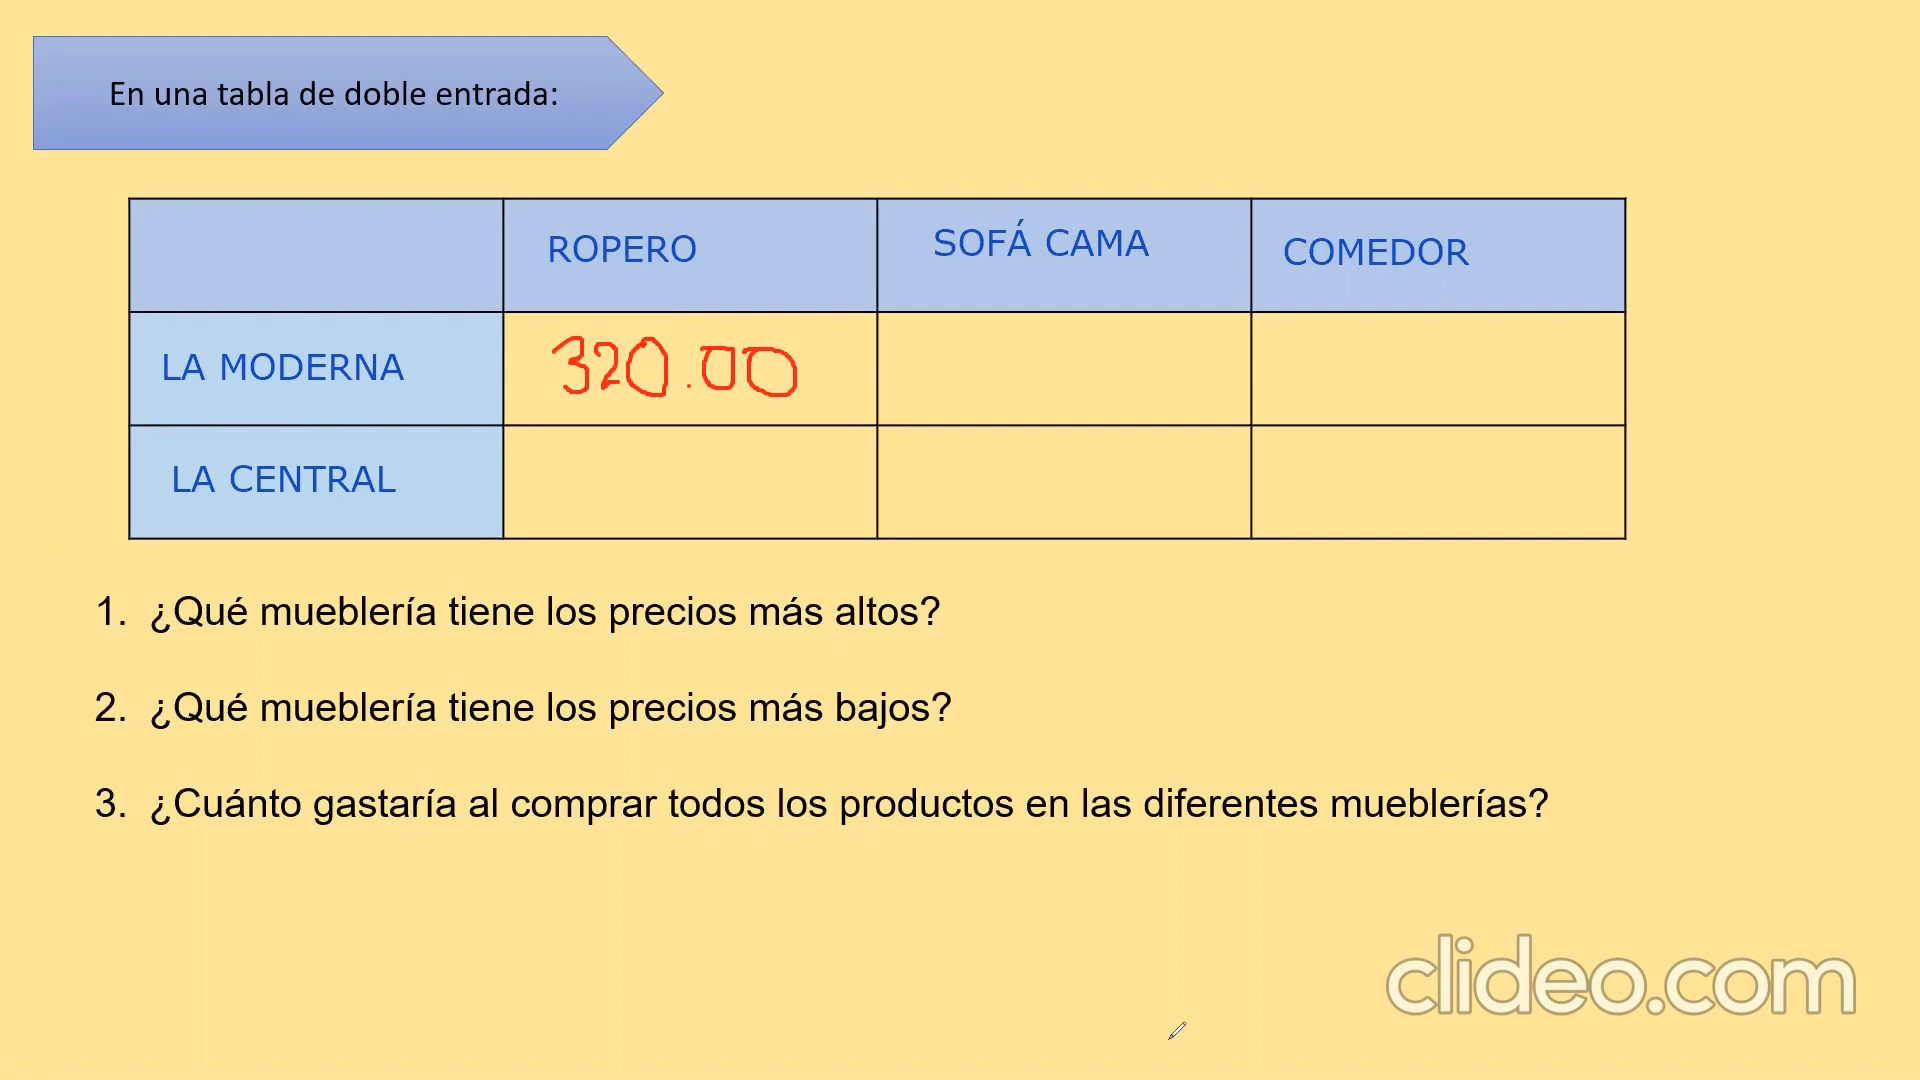 En una tabla de doble entrada:
ROPERO SOFÁ CAMA COMEDOR
LA MODERNA 320.00
LA CENTRAL
1. ¿Qué mueblería tiene los precios más altos?
2. ¿Qué mueblería tiene los precios más bajos?
3. ¿Cuánto gastaría al comprar todos los productos en las diferentes mueblerías?
clideo.com